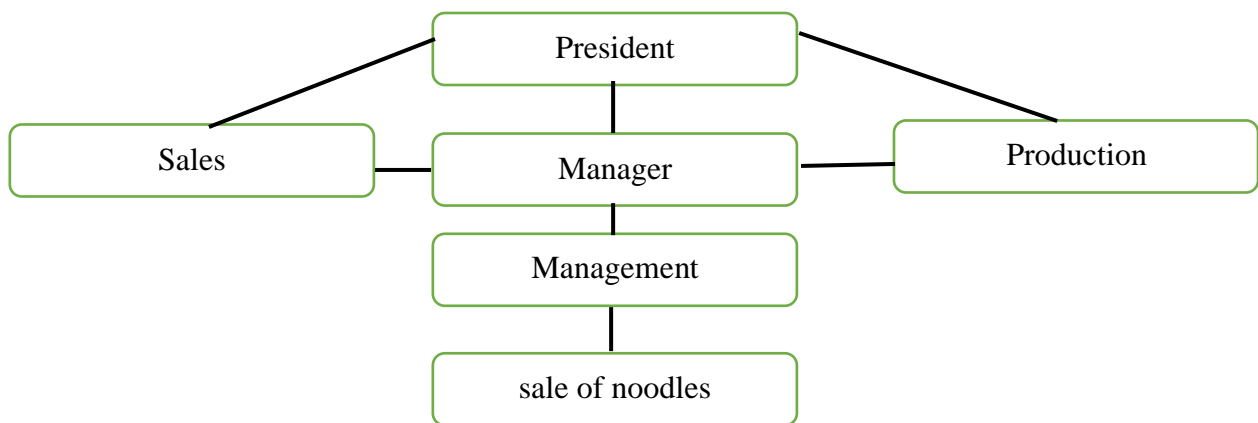 President
Sales
Manager
Production
Management
sale of noodles